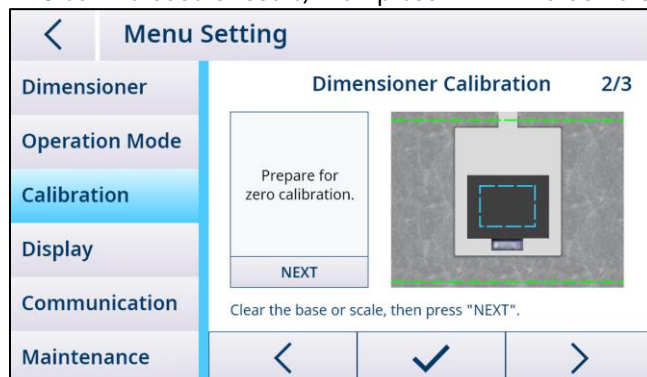 Menu Setting
Dimensioner
Operation Mode
Calibration
Display
Communication
Maintenance
Dimensioner Calibration 2/3
Prepare for
zero calibration.
NEXT
Clear the base or scale, then press "NEXT".